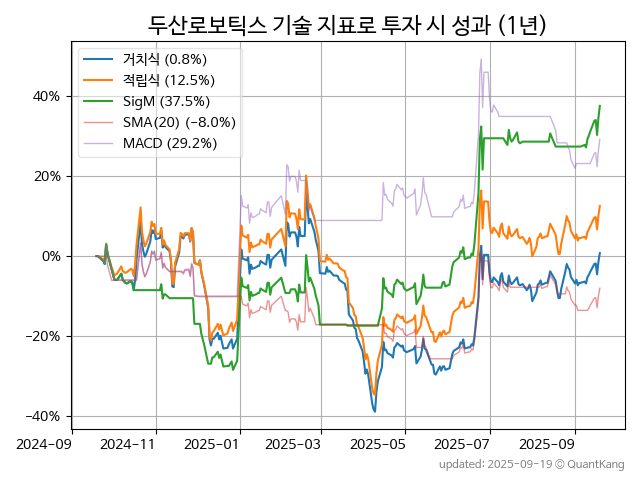 두산로보틱스 기술 지표로 투자 시 성과 (1년)
거치식 (0.8%)
적립식 (12.5%)
SigM (37.5%)
SMA(20) (−8.0%)
MACD (29.2%)
40%
20%
0%
−20%
−40%
2024-09 2024-11 2025-01 2025-03 2025-05 2025-07 2025-09
updated: 2025-09-19 © QuantKang